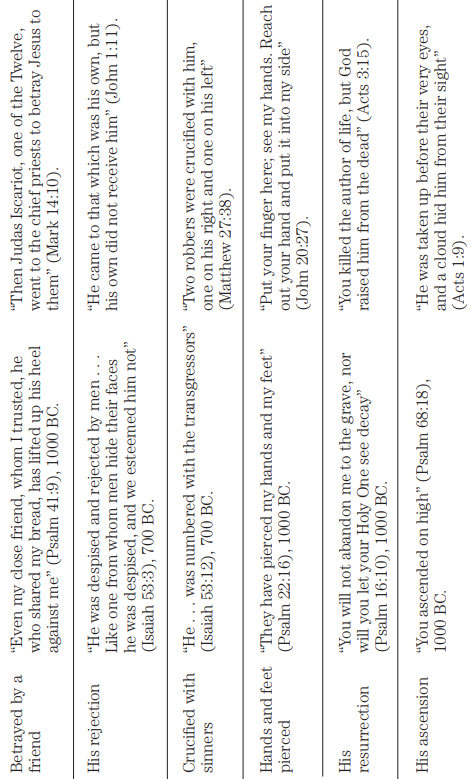 Betrayed by a
friend
“Even my close friend, whom I trusted, he
who shared my bread, has lifted up his heel
against me” (Psalm 41:9), 1000 BC.
“Then Judas Iscariot, one of the Twelve,
went to the chief priests to betray Jesus to
them” (Mark 14:10).
His rejection
“He was despised and rejected by men . . .
Like one from whom men hide their faces
he was despised, and we esteemed him not”
(Isaiah 53:3), 700 BC.
“He came to that which was his own, but
his own did not receive him” (John 1:11).
Crucified with
sinners
“He . . . was numbered with the transgressors”
(Isaiah 53:12), 700 BC.
“Two robbers were crucified with him,
one on his right and one on his left”
(Matthew 27:38).
Hands and feet
pierced
“They have pierced my hands and my feet”
(Psalm 22:16), 1000 BC.
“Put your finger here; see my hands. Reach
out your hand and put it into my side”
(John 20:27).
His
resurrection
“You will not abandon me to the grave, nor
will you let your Holy One see decay”
(Psalm 16:10), 1000 BC.
“You killed the author of life, but God
raised him from the dead” (Acts 3:15).
His ascension
“You ascended on high” (Psalm 68:18),
1000 BC.
“He was taken up before their very eyes,
and a cloud hid him from their sight”
(Acts 1:9).